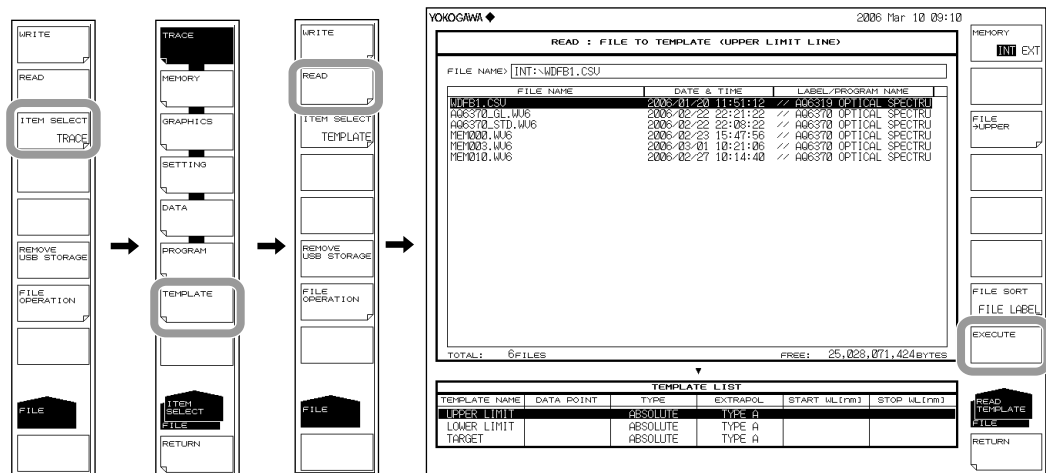 WRITE
READ
ITEM SELECT
TRACE
REMOVE
USB STORAGE
FILE
OPERATION
FILE
TRACE
MEMORY
GRAPHICS
SETTING
DATA
PROGRAM
TEMPLATE
ITEM
SELECT
FILE
RETURN
WRITE
READ
ITEM SELECT
TEMPLATE
REMOVE
USB STORAGE
FILE
OPERATION
FILE
YOKOGAWA 2006 Mar 10 09:10
READ : FILE TO TEMPLATE (UPPER LIMIT LINE)
FILE NAME> INT:\WDFB1.CSV
FILE NAME DATE & TIME LABEL/PROGRAM NAME
WDFB1.CSV 2006/01/20 11:51:12 // AQ6319 OPTICAL SPECTRU
AQ6370_GL.WV6 2006/02/22 22:21:22 // AQ6370 OPTICAL SPECTRU
AQ6370_STD.WV6 2006/02/22 22:08:22 // AQ6370 OPTICAL SPECTRU
MEM000.WV6 2006/02/23 15:47:56 // AQ6370 OPTICAL SPECTRU
MEM003.WV6 2006/03/01 10:21:06 // AQ6370 OPTICAL SPECTRU
MEM010.WV6 2006/02/27 10:14:40 // AQ6370 OPTICAL SPECTRU
TOTAL: 6FILES FREE: 25,028,071,424BYTES
TEMPLATE LIST
TEMPLATE NAME DATA POINT TYPE EXTRAPOL START WL[nm] STOP WL[nm]
UPPER LIMIT ABSOLUTE TYPE A
LOWER LIMIT ABSOLUTE TYPE A
TARGET ABSOLUTE TYPE A
MEMORY
INT EXT
FILE
→UPPER
FILE SORT
FILE LABEL
EXECUTE
READ
TEMPLATE
FILE
RETURN